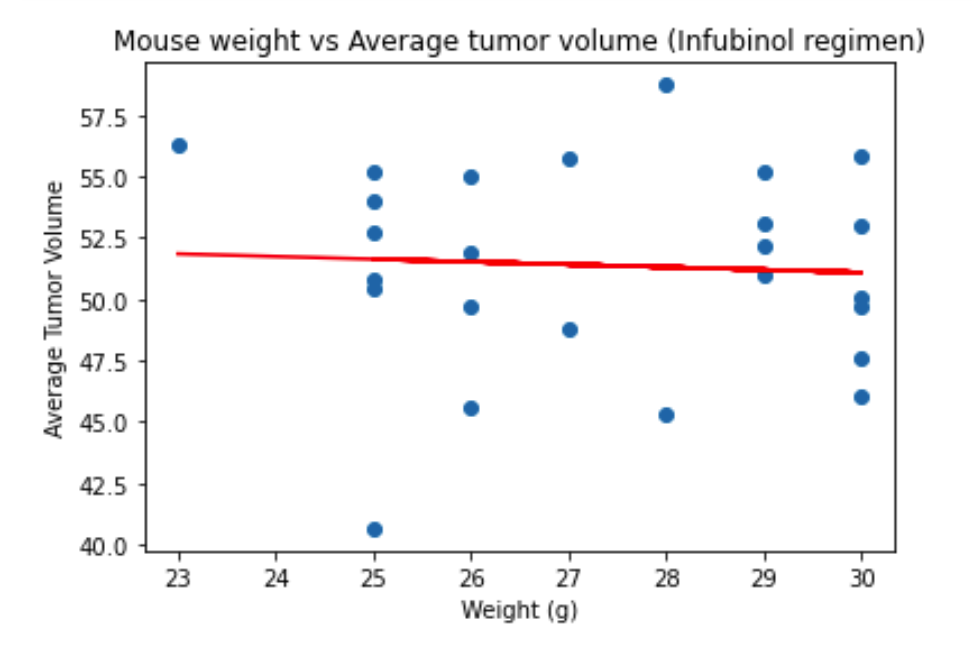 Mouse weight vs Average tumor volume (Infubinol regimen)
57.5
55.0
52.5
50.0
47.5
45.0
42.5
40.0
Average Tumor Volume
23 24 25 26 27 28 29 30
Weight (g)